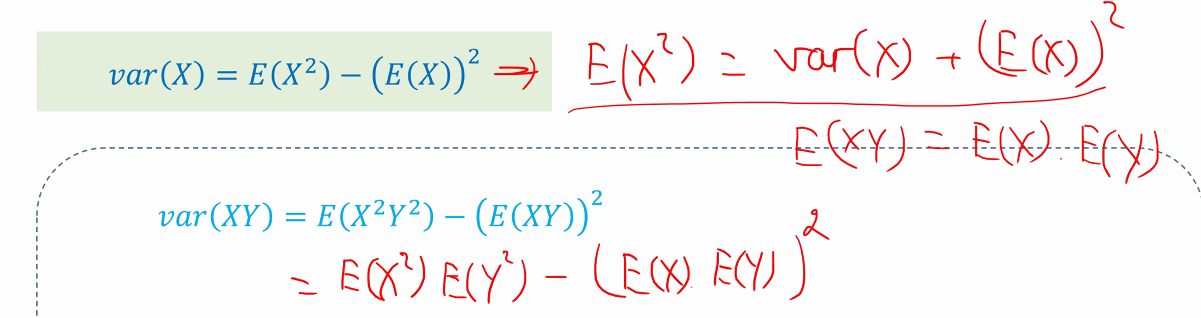 var(X) = E(X²) − (E(X))² ⇒ E(X²) = var(X) + (E(X))²
E(XY) = E(X). E(Y)
var(XY) = E(X²Y²) − (E(XY))²
= E(X²) E(Y²) − (E(X). E(Y))²